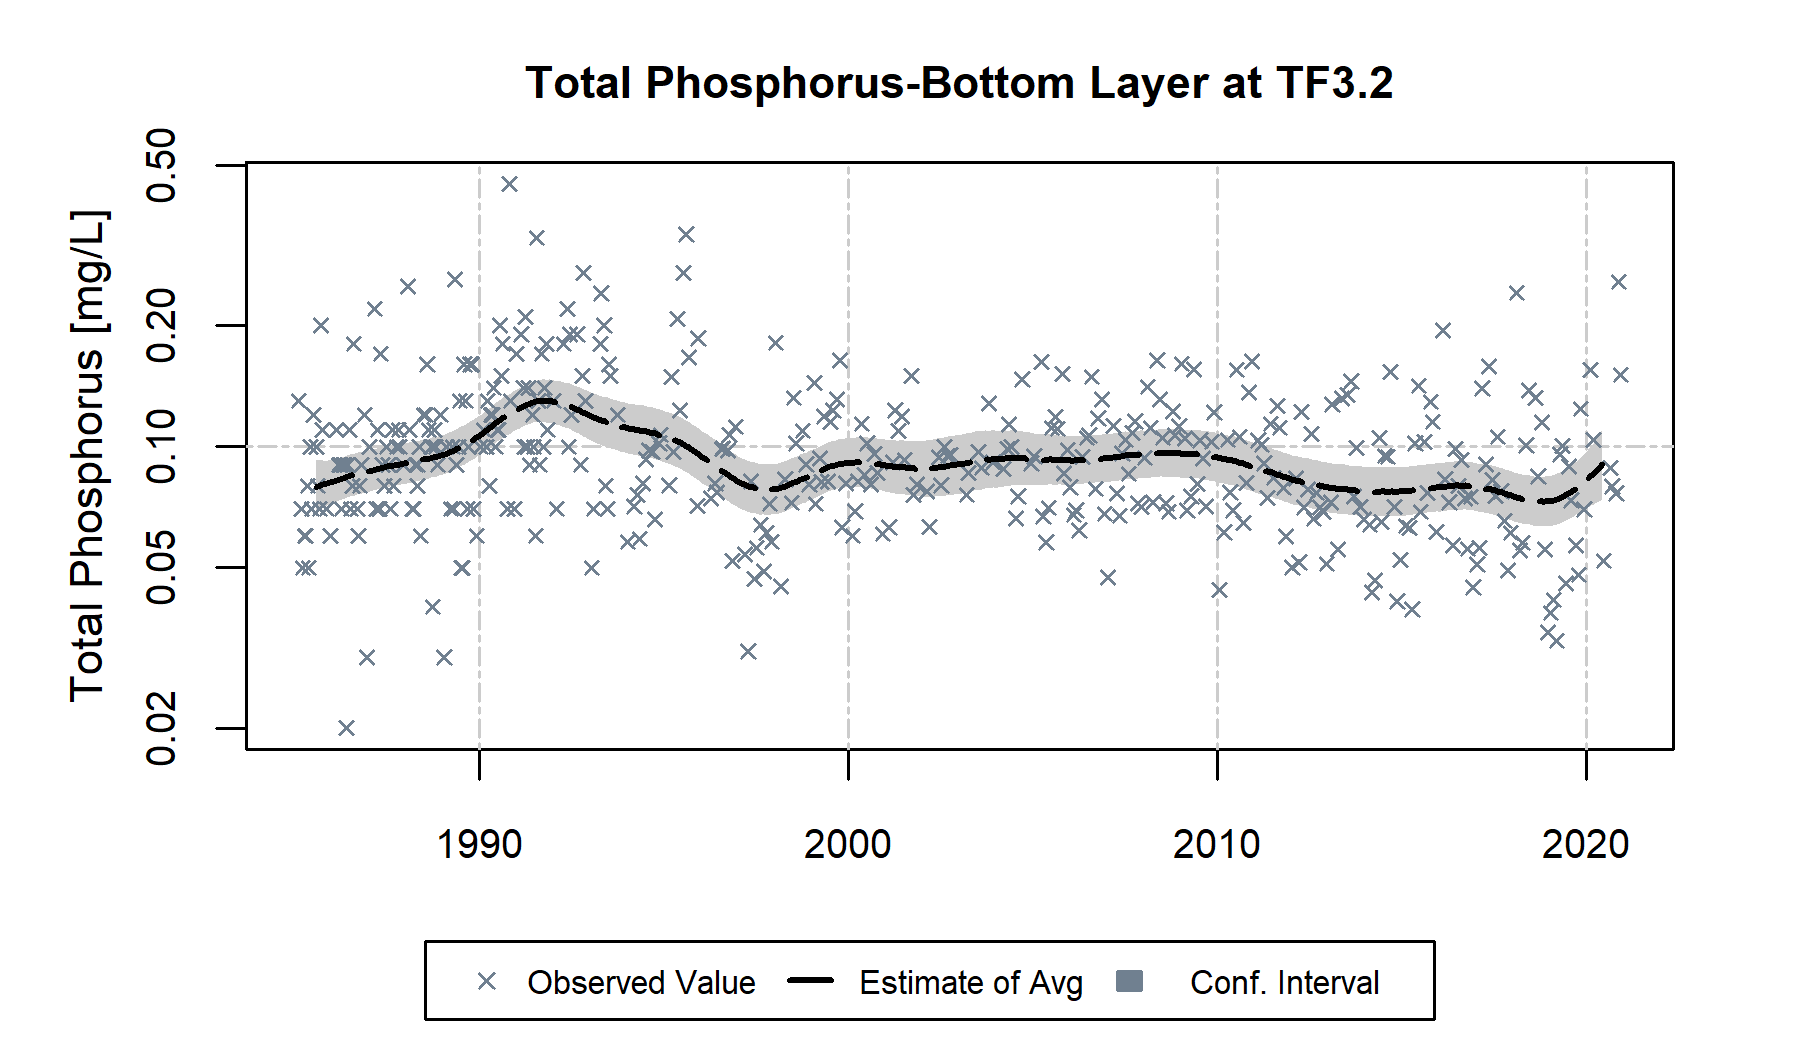 Total Phosphorus-Bottom Layer at TF3.2
Total Phosphorus [mg/L]
0.50
0.20
0.10
0.05
0.02
1990 2000 2010 2020
Observed Value Estimate of Avg Conf. Interval